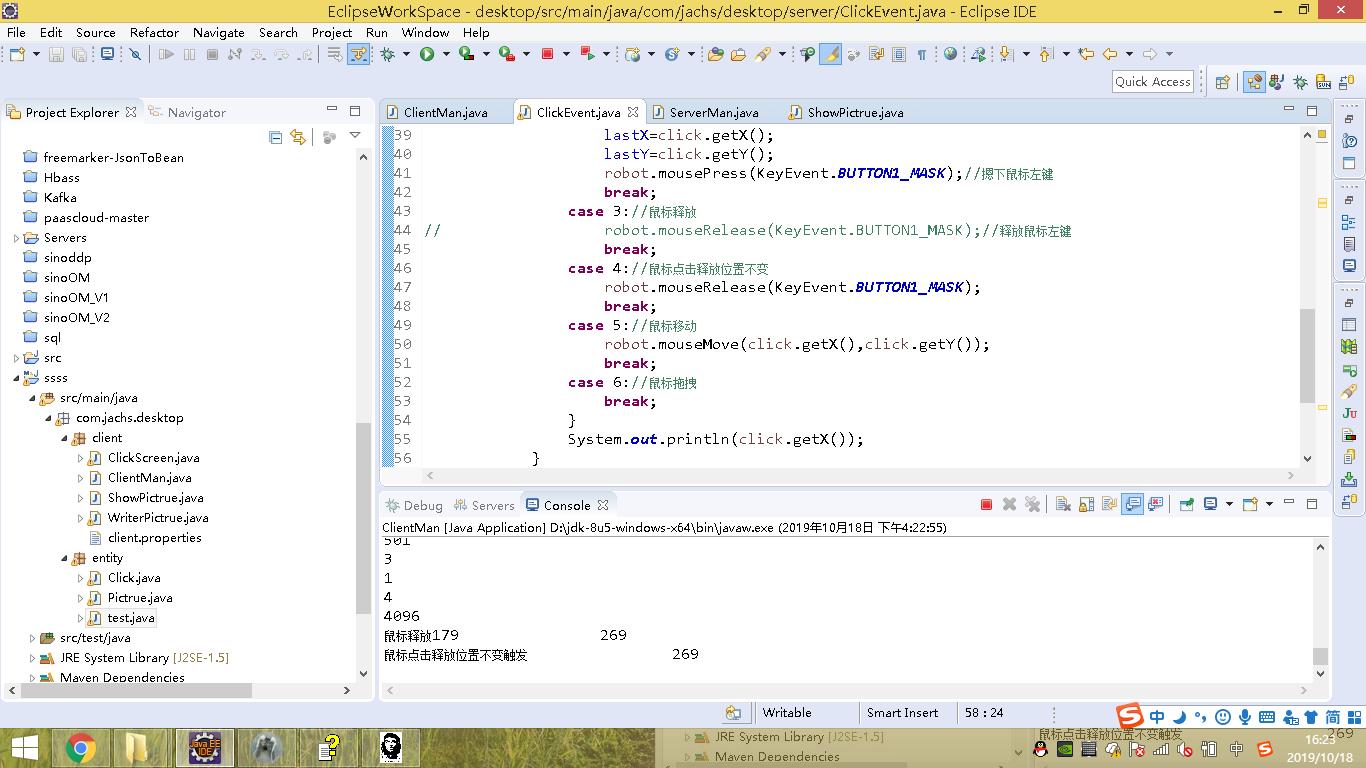 EclipseWorkSpace - desktop/src/main/java/com/jachs/desktop/server/ClickEvent.java - Eclipse IDE
File Edit Source Refactor Navigate Search Project Run Window Help
Quick Access
Project Explorer Navigator
freemarker-JsonToBean
Hbass
Kafka
paascloud-master
Servers
sinoddp
sinoOM
sinoOM_V1
sinoOM_V2
sql
src
ssss
src/main/java
com.jachs.desktop
client
ClickScreen.java
ClientMan.java
ShowPictrue.java
WriterPictrue.java
client.properties
entity
Click.java
Pictrue.java
test.java
src/test/java
JRE System Library [J2SE-1.5]
Maven Dependencies
ClientMan.java ClickEvent.java ServerMan.java ShowPictrue.java
39 lastX=click.getX();
40 lastY=click.getY();
41 robot.mousePress(KeyEvent.BUTTON1_MASK);//摁下鼠标左键
42 break;
43 case 3://鼠标释放
44 // robot.mouseRelease(KeyEvent.BUTTON1_MASK);//释放鼠标左键
45 break;
46 case 4://鼠标点击释放位置不变
47 robot.mouseRelease(KeyEvent.BUTTON1_MASK);
48 break;
49 case 5://鼠标移动
50 robot.mouseMove(click.getX(),click.getY());
51 break;
52 case 6://鼠标拖拽
53 break;
54 }
55 System.out.println(click.getX());
56 }
Debug Servers Console
ClientMan [Java Application] D:\jdk-8u5-windows-x64\bin\javaw.exe (2019年10月18日 下午4:22:55)
501
3
1
4
4096
鼠标释放179 269
鼠标点击释放位置不变触发 269
Writable Smart Insert 58 : 24
中 简
JRE System Library [J2SE-1.5]
Maven Dependencies
鼠标点击释放位置不变触发 269
中
16:23
2019/10/18